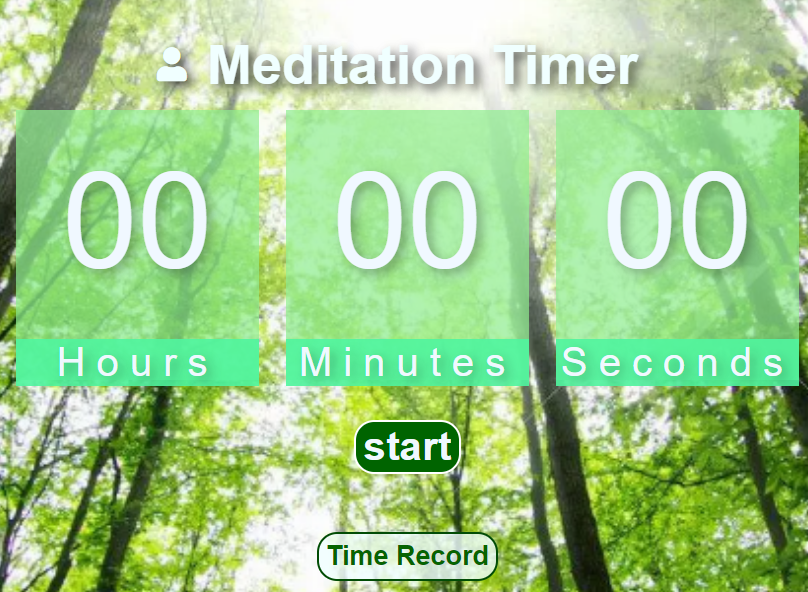 Meditation Timer
00 00 00
Hours Minutes Seconds
start
Time Record